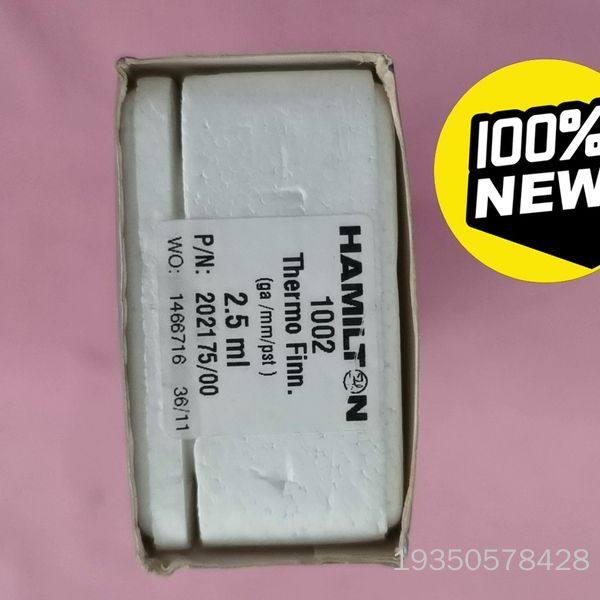 HAMILTON
1002
Thermo Finn.
(ga /mm/pst )
2.5 ml
P/N: 202175/00
WO: 1466716 36/11
100%
NEW
19350578428